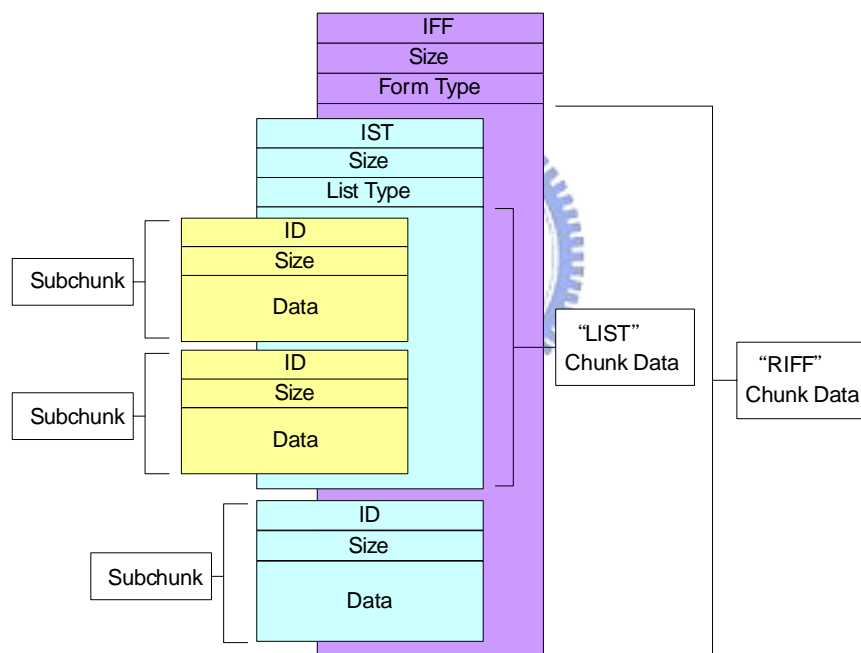 IFF
Size
Form Type
IST
Size
List Type
ID
Size
Data
Subchunk
ID
Size
Data
Subchunk
“LIST”
Chunk Data
“RIFF”
Chunk Data
ID
Size
Data
Subchunk